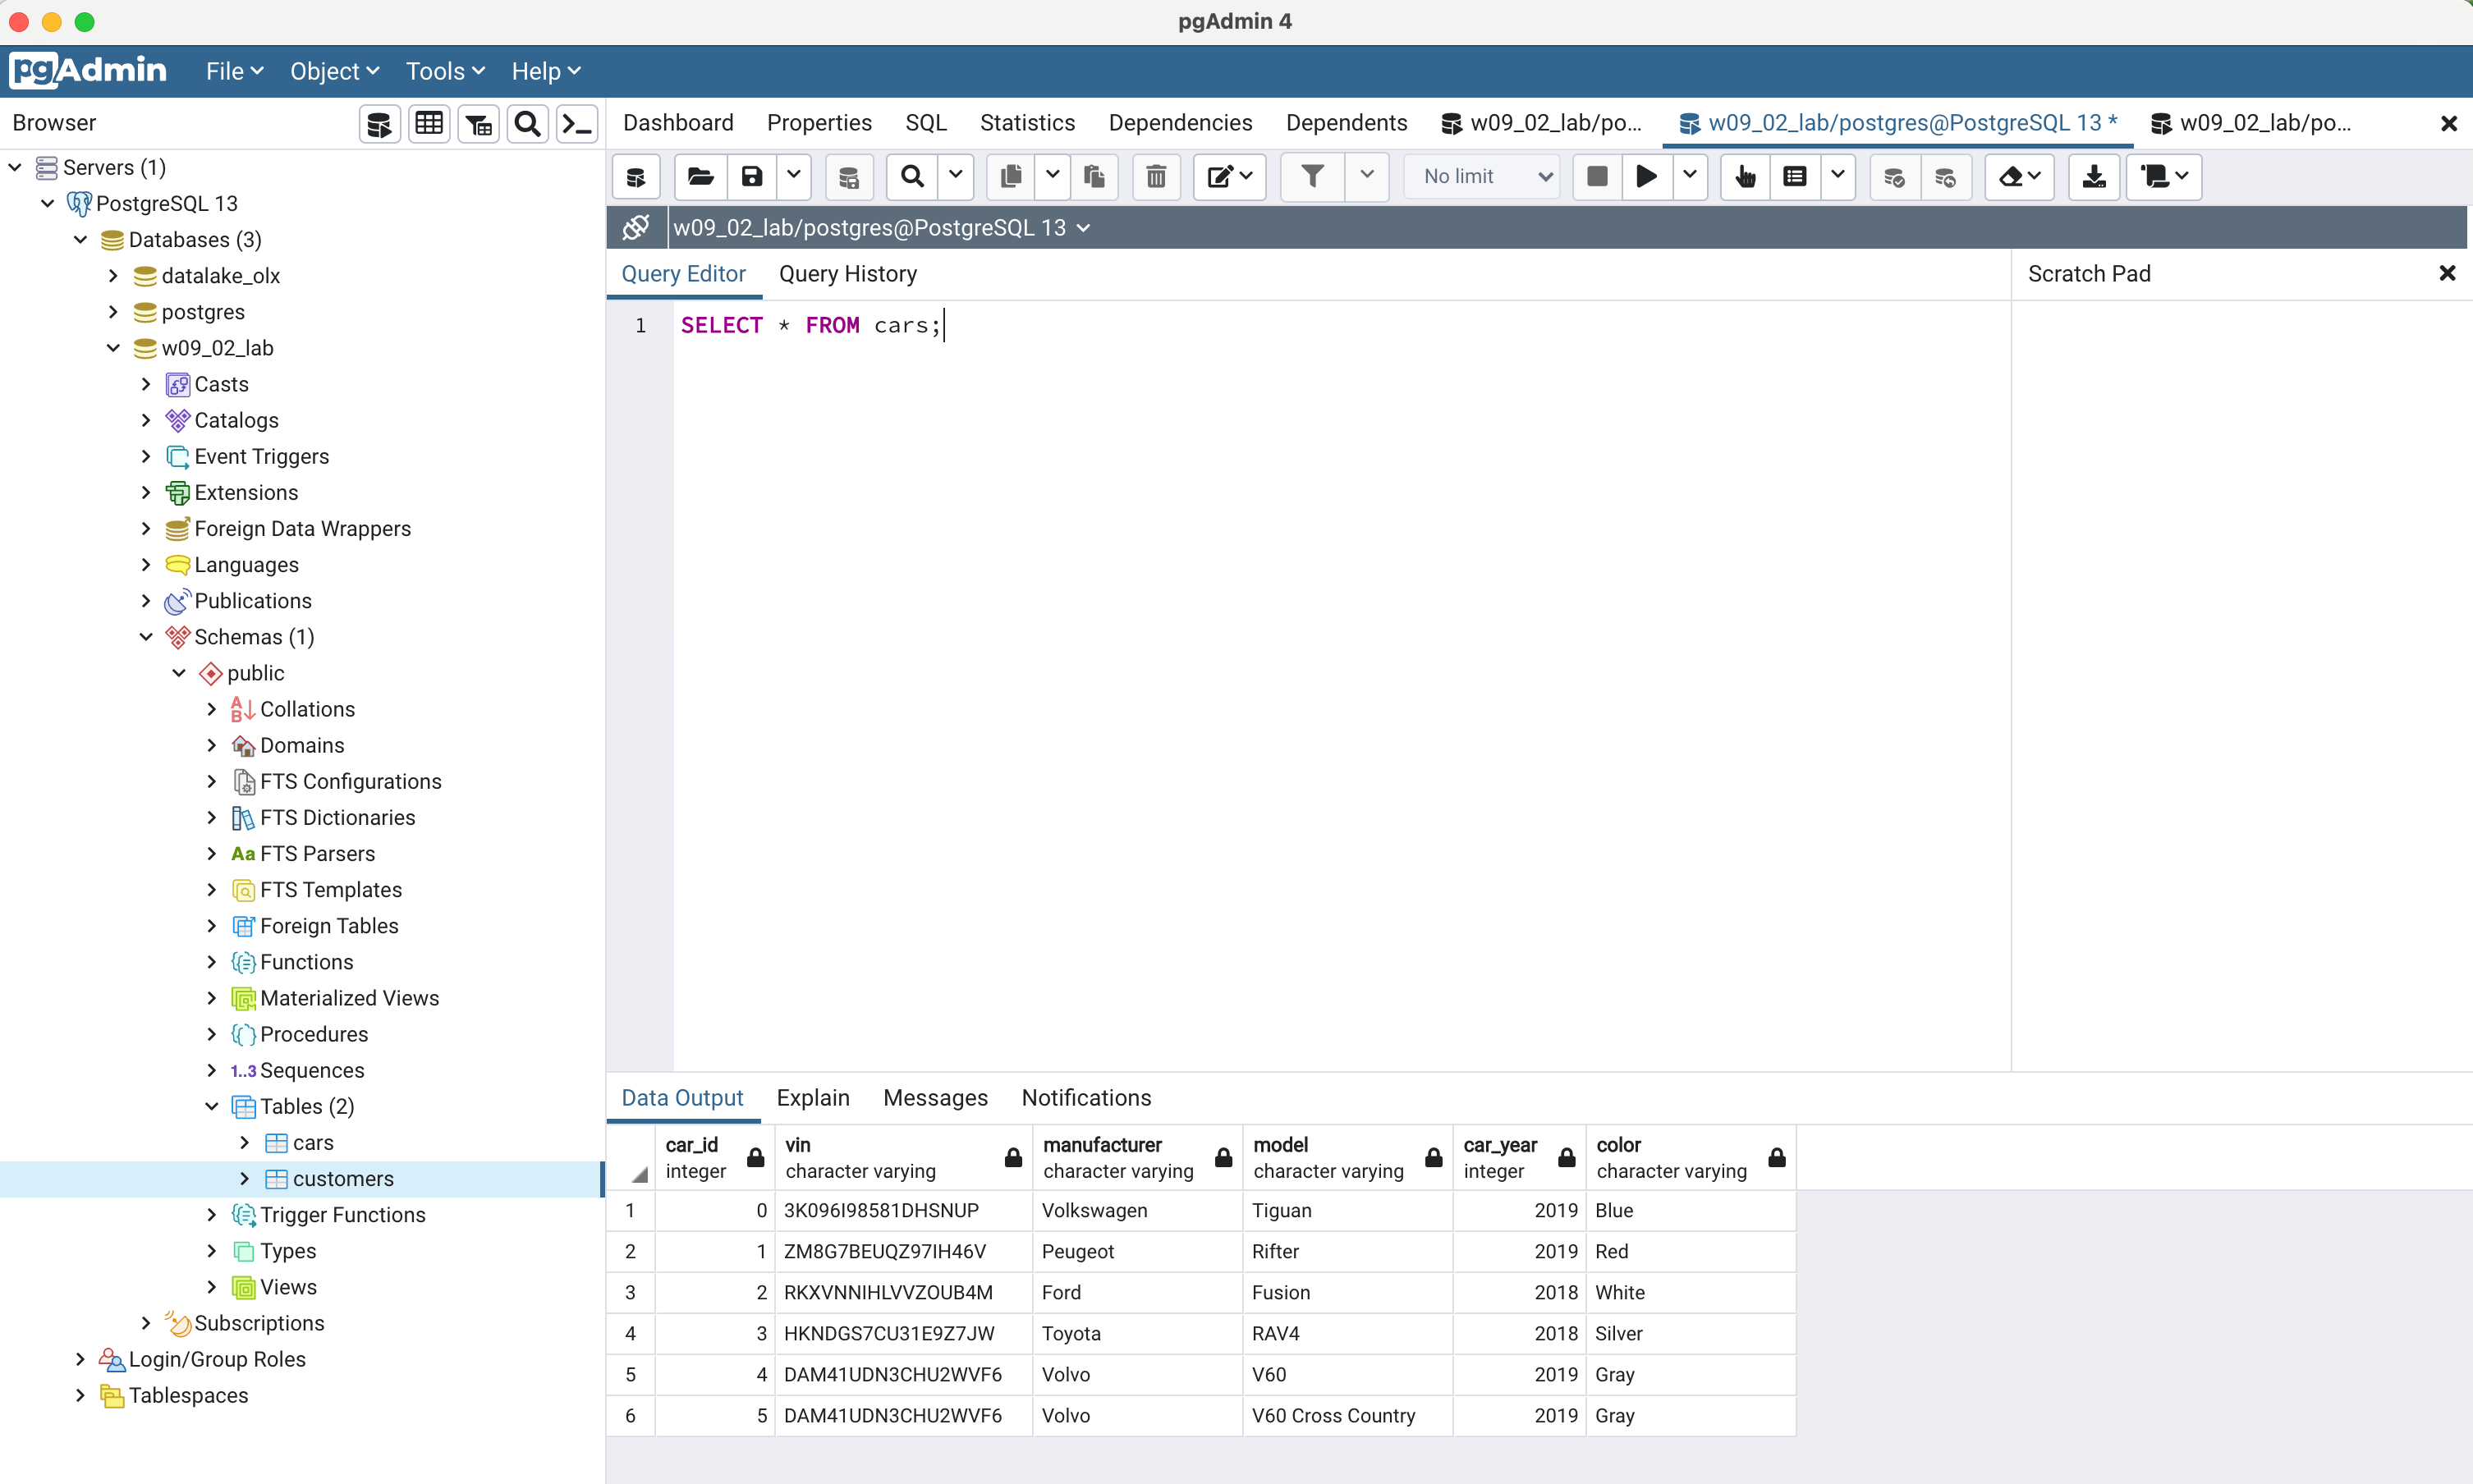 pgAdmin 4
pgAdmin File Object Tools Help
Browser
Dashboard Properties SQL Statistics Dependencies Dependents w09_02_lab/po... w09_02_lab/postgres@PostgreSQL 13 * w09_02_lab/po...
No limit
w09_02_lab/postgres@PostgreSQL 13
Query Editor Query History Scratch Pad
1 SELECT * FROM cars;
Servers (1)
PostgreSQL 13
Databases (3)
datalake_olx
postgres
w09_02_lab
Casts
Catalogs
Event Triggers
Extensions
Foreign Data Wrappers
Languages
Publications
Schemas (1)
public
A B Collations
Domains
FTS Configurations
FTS Dictionaries
Aa FTS Parsers
FTS Templates
Foreign Tables
Functions
Materialized Views
Procedures
1..3 Sequences
Tables (2)
cars
customers
Trigger Functions
Types
Views
Subscriptions
Login/Group Roles
Tablespaces
Data Output Explain Messages Notifications
car_id vin manufacturer model car_year color
integer character varying character varying character varying integer character varying
1 0 3K096I98581DHSNUP Volkswagen Tiguan 2019 Blue
2 1 ZM8G7BEUQZ97IH46V Peugeot Rifter 2019 Red
3 2 RKXVNNIHLVVZOUB4M Ford Fusion 2018 White
4 3 HKNDGS7CU31E9Z7JW Toyota RAV4 2018 Silver
5 4 DAM41UDN3CHU2WVF6 Volvo V60 2019 Gray
6 5 DAM41UDN3CHU2WVF6 Volvo V60 Cross Country 2019 Gray